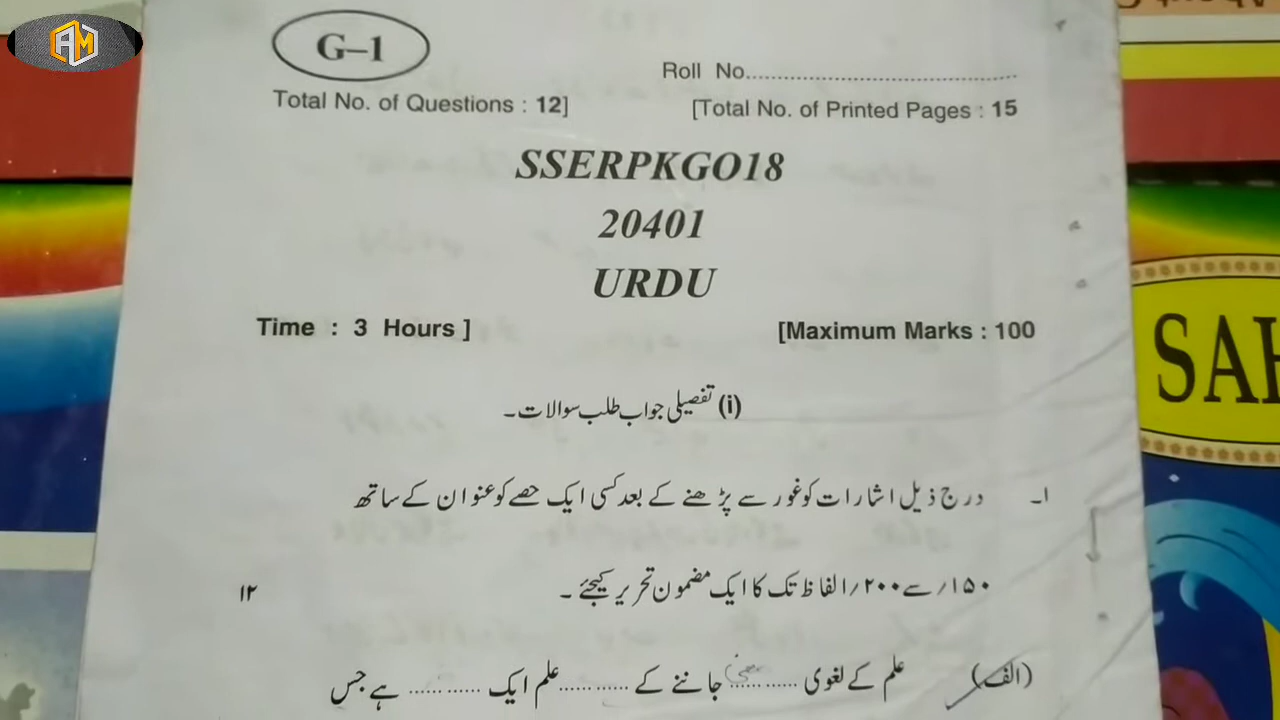 AM
G–1
Roll No.................................................
Total No. of Questions : 12]
[Total No. of Printed Pages : 15
SSERPKGO18
20401
URDU
Time : 3 Hours ]
[Maximum Marks : 100
SAH
(i) تفصیلی جواب طلب سوالات۔
۱۔ درج ذیل اشارات کو غور سے پڑھنے کے بعد کسی ایک حصے کو عنوان کے ساتھ
۱۵۰؍ سے ۲۰۰؍ الفاظ تک کا ایک مضمون تحریر کیجئے ۔ ۱۲
(الف) علم کے لغوی ............ معنی جاننے کے ............ علم ایک ............ ہے جس